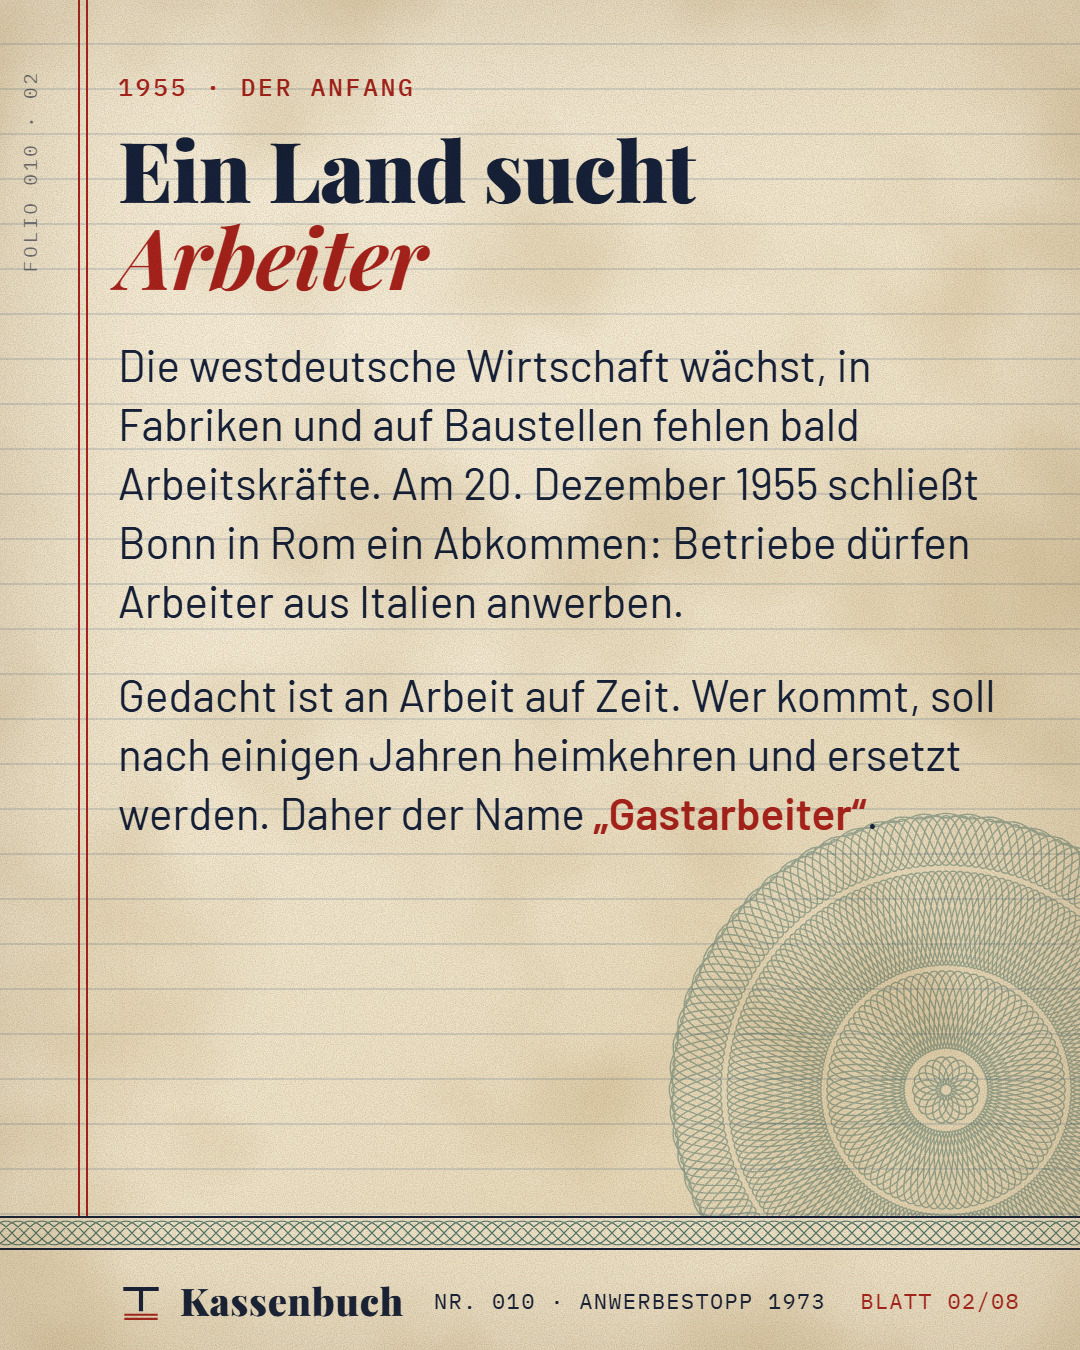 FOLIO 010 · 02
1955 · DER ANFANG
Ein Land sucht
Arbeiter
Die westdeutsche Wirtschaft wächst, in
Fabriken und auf Baustellen fehlen bald
Arbeitskräfte. Am 20. Dezember 1955 schließt
Bonn in Rom ein Abkommen: Betriebe dürfen
Arbeiter aus Italien anwerben.
Gedacht ist an Arbeit auf Zeit. Wer kommt, soll
nach einigen Jahren heimkehren und ersetzt
werden. Daher der Name „Gastarbeiter“.
Kassenbuch NR. 010 · ANWERBESTOPP 1973 BLATT 02/08